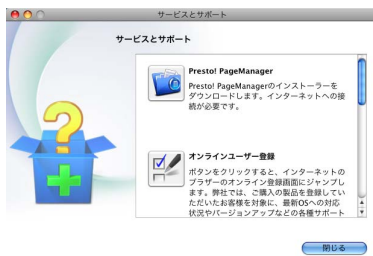 サービスとサポート
サービスとサポート
Presto! PageManager
Presto! PageManagerのインストーラーを
ダウンロードします。インターネットへの接
続が必要です。
オンラインユーザー登録
ボタンをクリックすると、インターネットの
ブラザーのオンライン登録画面にジャンプし
ます。弊社では、ご購入の製品を登録してい
ただいたお客様を対象に、最新OSへの対応
状況やバージョンアップなどの各種サポート
閉じる